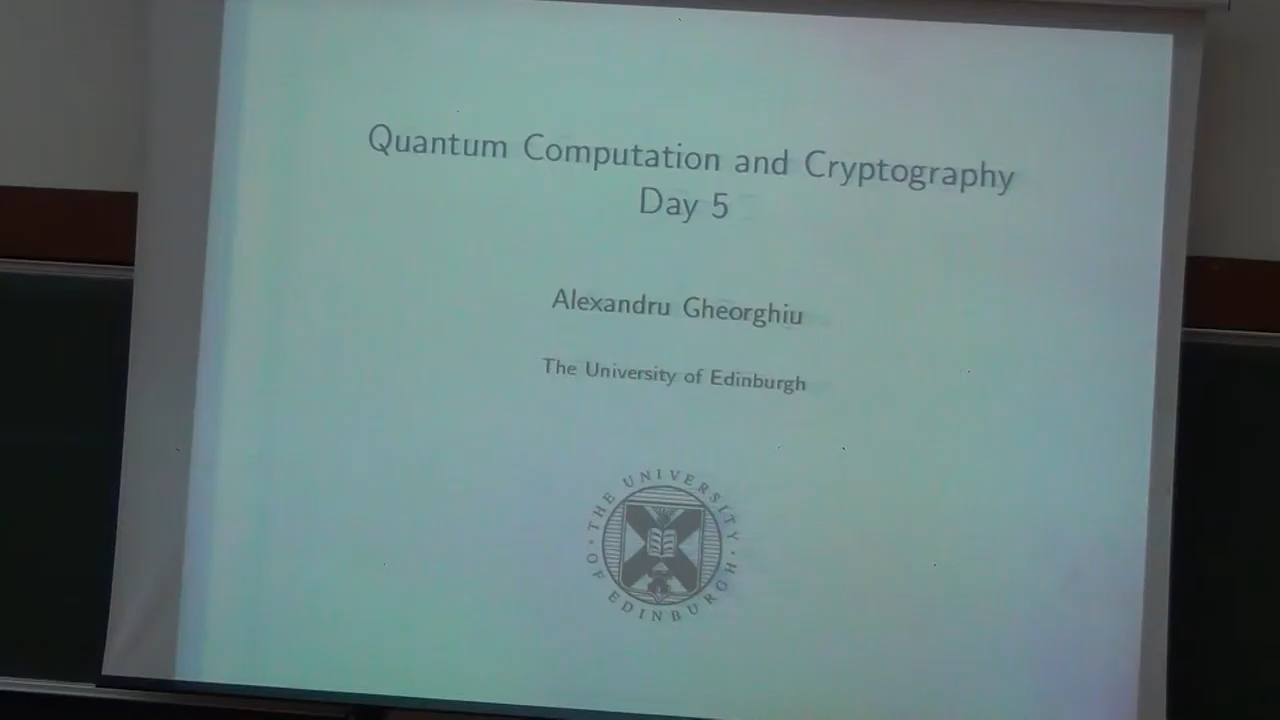 Quantum Computation and Cryptography
Day 5
Alexandru Gheorghiu
The University of Edinburgh
THE UNIVERSITY OF EDINBURGH